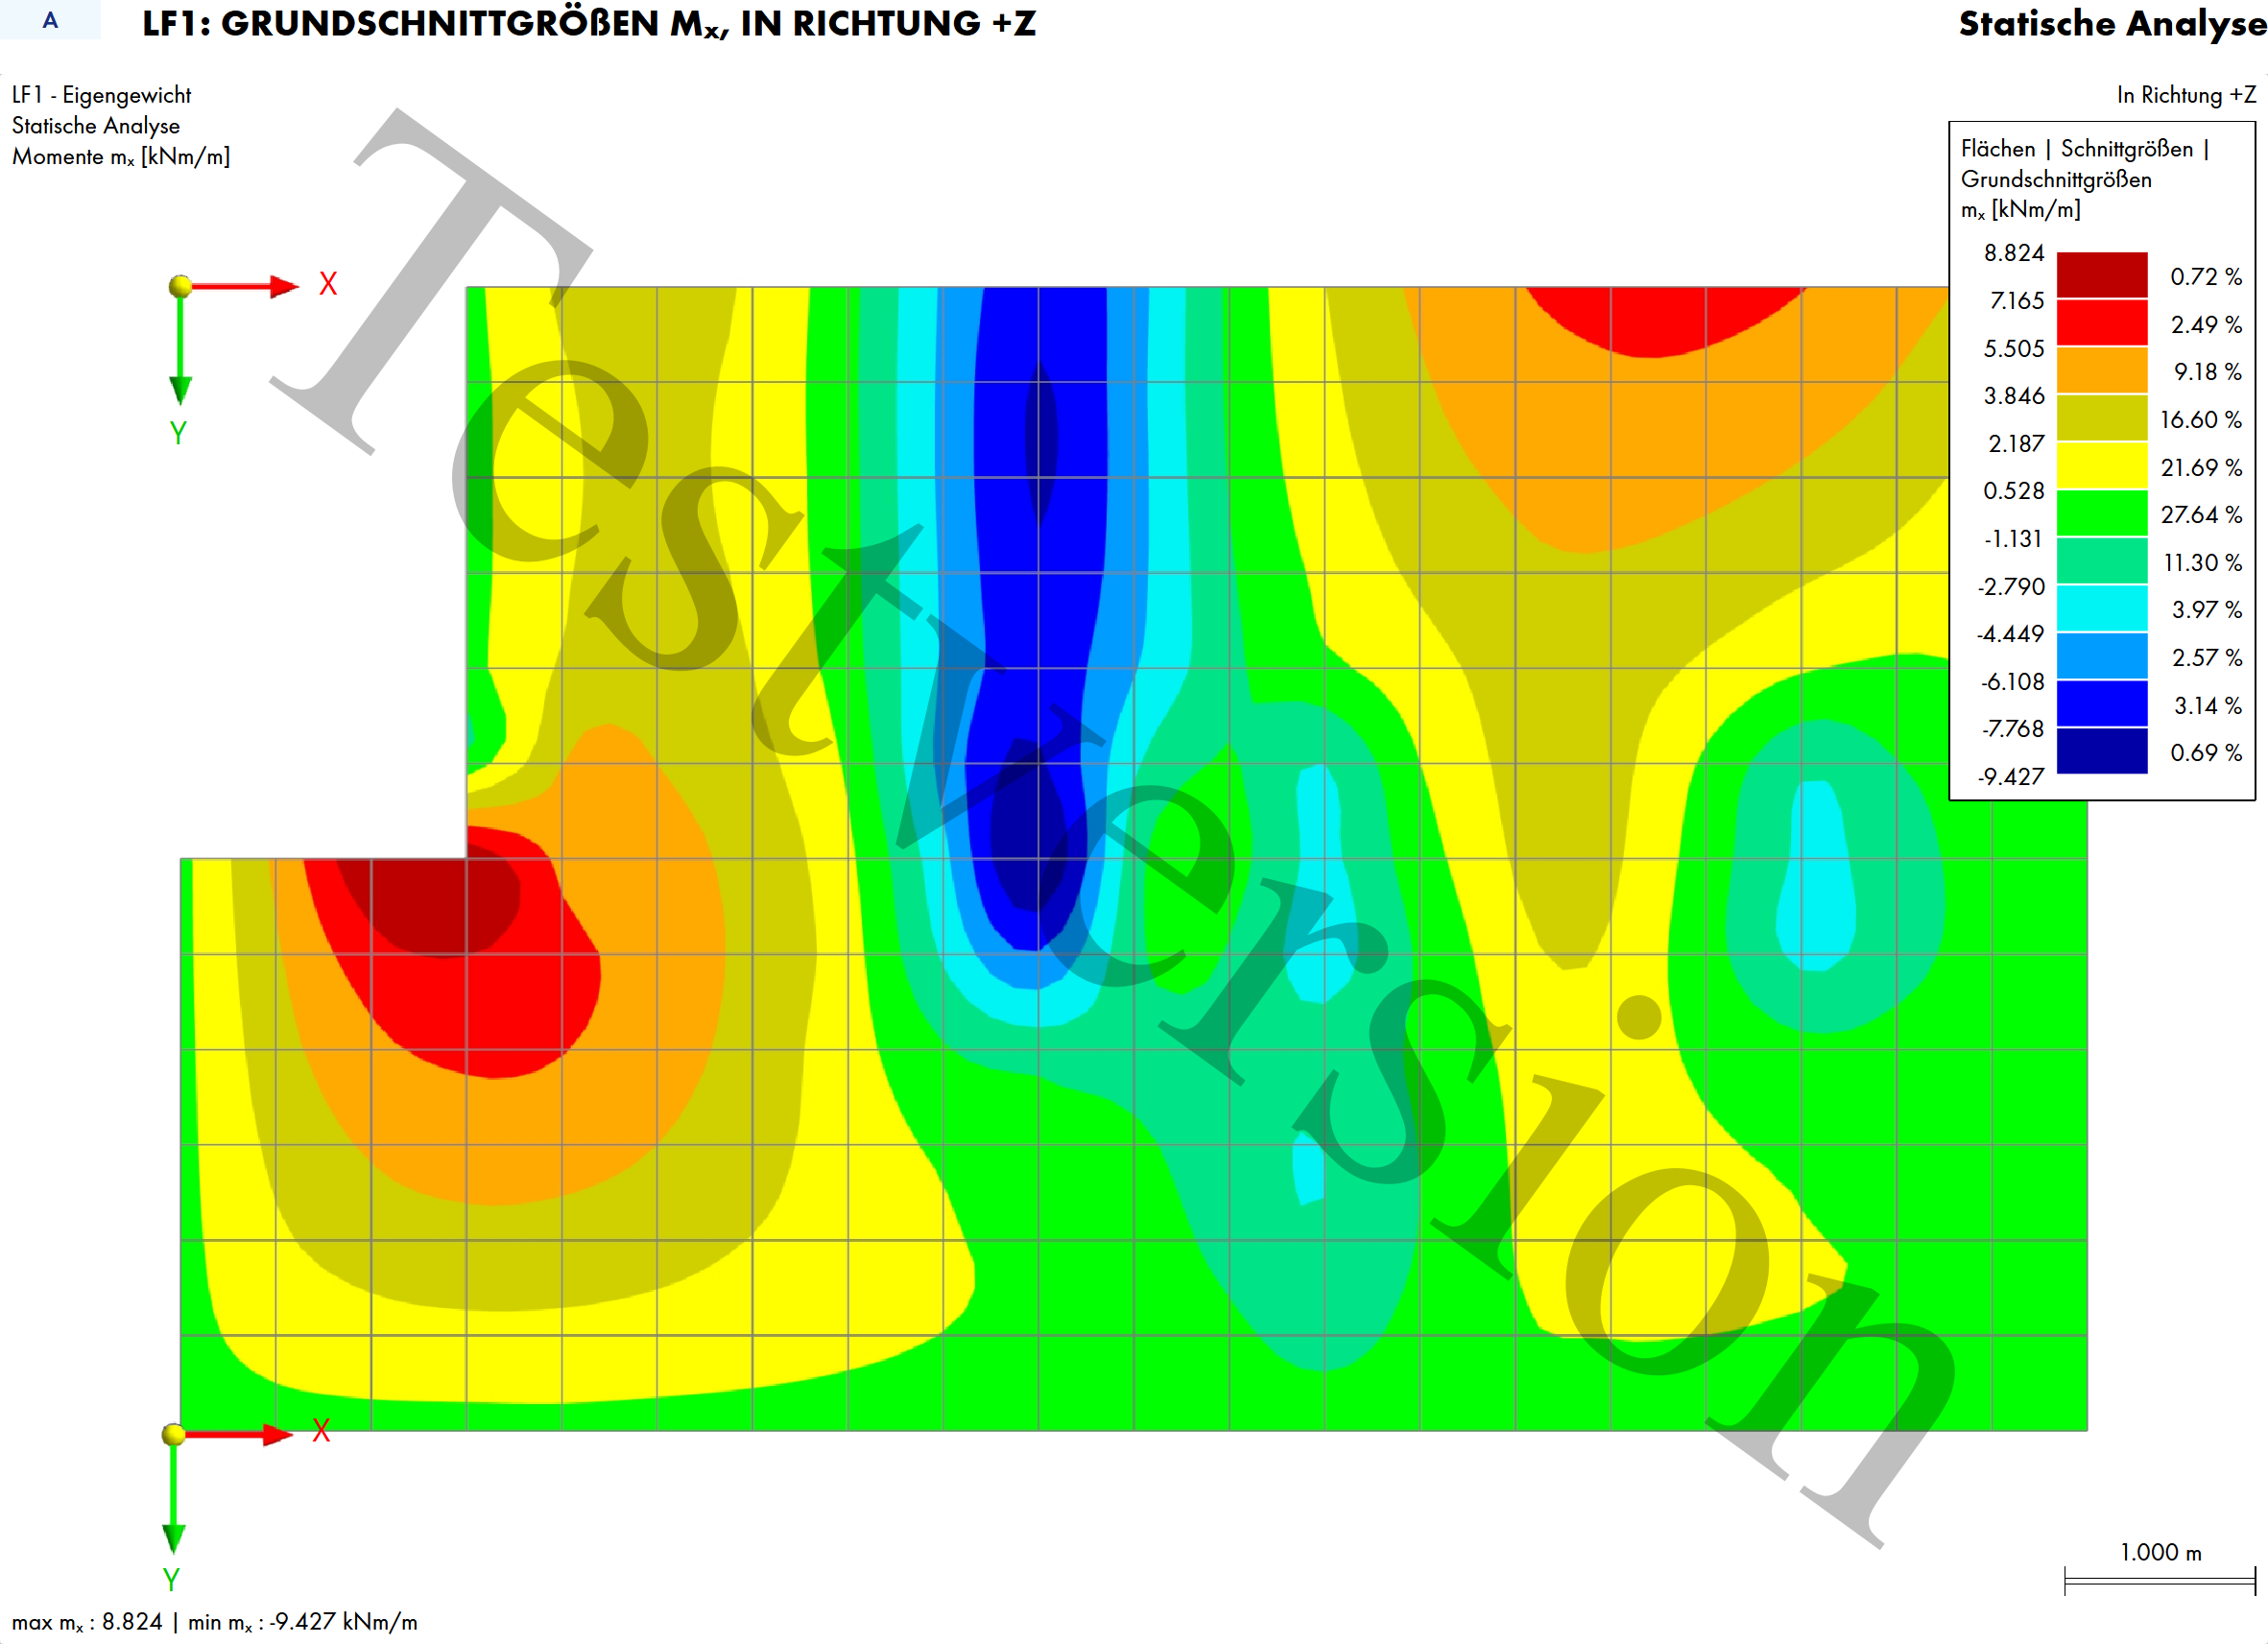 A
LF1: GRUNDSCHNITTGRÖßEN Mₓ, IN RICHTUNG +Z
Statische Analyse
LF1 - Eigengewicht
Statische Analyse
Momente mₓ [kNm/m]
In Richtung +Z
Flächen | Schnittgrößen |
Grundschnittgrößen
mₓ [kNm/m]
8.824
0.72 %
7.165
2.49 %
5.505
9.18 %
3.846
16.60 %
2.187
21.69 %
0.528
27.64 %
-1.131
11.30 %
-2.790
3.97 %
-4.449
2.57 %
-6.108
3.14 %
-7.768
0.69 %
-9.427
X
Y
Testversion
X
Y
1.000 m
max mₓ : 8.824 | min mₓ : -9.427 kNm/m